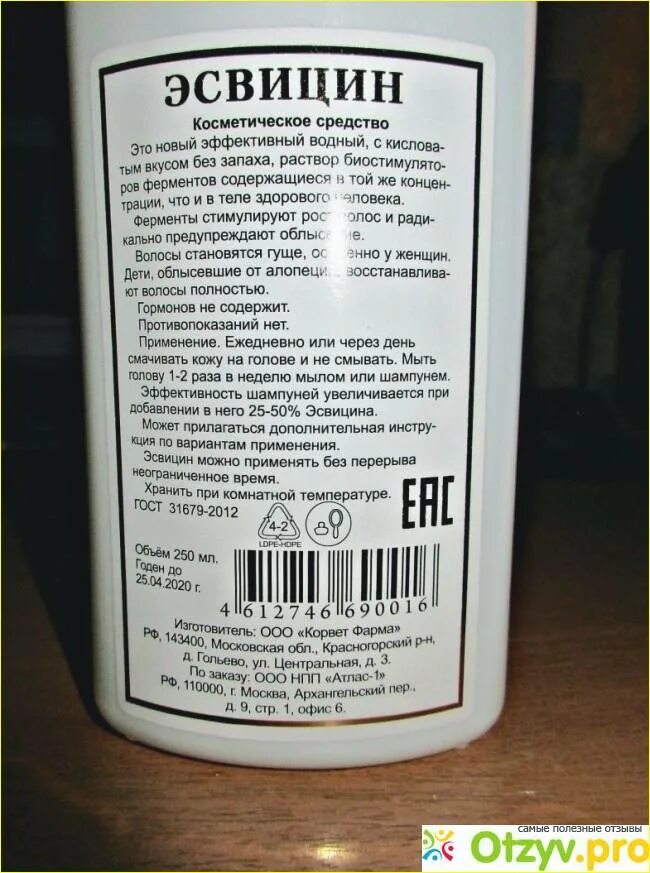 ЭСВИЦИН
Косметическое средство
Это новый эффективный водный, с кислова-
тым вкусом без запаха, раствор биостимулято-
ров ферментов содержащиеся в той же концен-
трации, что и в теле здорового человека.
Ферменты стимулируют рост волос и ради-
кально предупреждают облысение.
Волосы становятся гуще, особенно у женщин.
Дети, облысевшие от алопеции, восстанавлива-
ют волосы полностью.
Гормонов не содержит.
Противопоказаний нет.
Применение. Ежедневно или через день
смачивать кожу на голове и не смывать. Мыть
голову 1-2 раза в неделю мылом или шампунем.
Эффективность шампуней увеличивается при
добавлении в него 25-50% Эсвицина.
Может прилагаться дополнительная инстру-
кция по вариантам применения.
Эсвицин можно применять без перерыва
неограниченное время.
Хранить при комнатной температуре.
ГОСТ 31679-2012
EAC
4-2
LDPE-HDPE
Объём 250 мл.
Годен до
25.04.2020 г.
4 612746 690016
Изготовитель: ООО «Корвет Фарма»
РФ, 143400, Московская обл., Красногорский р-н,
д. Гольево, ул. Центральная, д. 3.
По заказу: ООО НПП «Атлас-1»
РФ, 110000, г. Москва, Архангельский пер.,
д. 9, стр. 1, офис 6.
самые полезные отзывы
Otzyv.pro